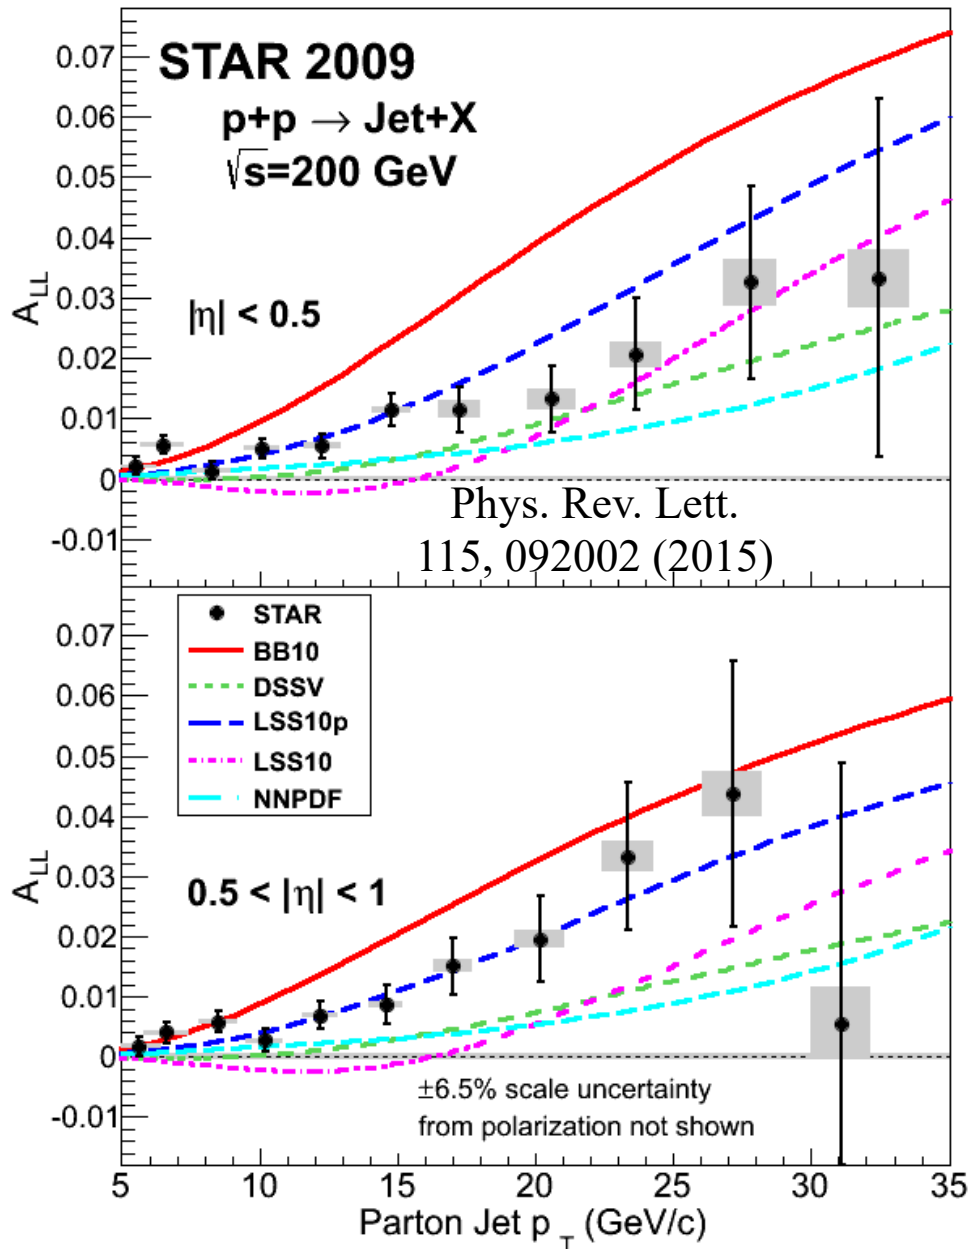 STAR 2009
p+p → Jet+X
√s=200 GeV
0.07
0.06
0.05
0.04
0.03
0.02
0.01
0
-0.01
A_LL
|η| < 0.5
Phys. Rev. Lett.
115, 092002 (2015)
STAR
BB10
DSSV
LSS10p
LSS10
NNPDF
0.07
0.06
0.05
0.04
0.03
0.02
0.01
0
-0.01
A_LL
0.5 < |η| < 1
±6.5% scale uncertainty
from polarization not shown
5 10 15 20 25 30 35
Parton Jet p_T (GeV/c)